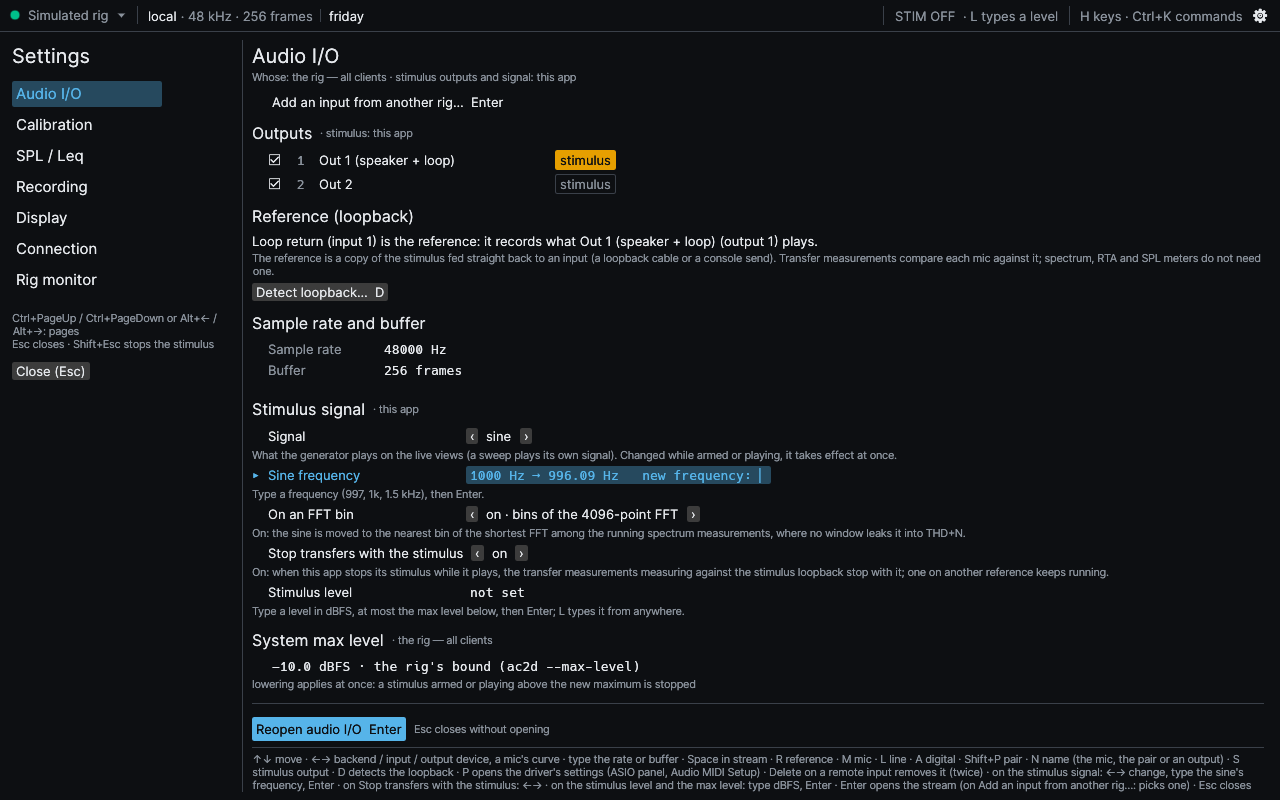 Simulated rig local · 48 kHz · 256 frames friday STIM OFF · L types a level H keys · Ctrl+K commands
Settings
Audio I/O
Calibration
SPL / Leq
Recording
Display
Connection
Rig monitor
Ctrl+PageUp / Ctrl+PageDown or Alt+← /
Alt+→: pages
Esc closes · Shift+Esc stops the stimulus
Close (Esc)
Audio I/O
Whose: the rig — all clients · stimulus outputs and signal: this app
Add an input from another rig... Enter
Outputs · stimulus: this app
1 Out 1 (speaker + loop) stimulus
2 Out 2 stimulus
Reference (loopback)
Loop return (input 1) is the reference: it records what Out 1 (speaker + loop) (output 1) plays.
The reference is a copy of the stimulus fed straight back to an input (a loopback cable or a console send). Transfer measurements compare each mic against it; spectrum, RTA and SPL meters do not need
one.
Detect loopback... D
Sample rate and buffer
Sample rate 48000 Hz
Buffer 256 frames
Stimulus signal · this app
Signal ‹ sine ›
What the generator plays on the live views (a sweep plays its own signal). Changed while armed or playing, it takes effect at once.
▸ Sine frequency 1000 Hz → 996.09 Hz new frequency:
Type a frequency (997, 1k, 1.5 kHz), then Enter.
On an FFT bin ‹ on · bins of the 4096-point FFT ›
On: the sine is moved to the nearest bin of the shortest FFT among the running spectrum measurements, where no window leaks it into THD+N.
Stop transfers with the stimulus ‹ on ›
On: when this app stops its stimulus while it plays, the transfer measurements measuring against the stimulus loopback stop with it; one on another reference keeps running.
Stimulus level not set
Type a level in dBFS, at most the max level below, then Enter; L types it from anywhere.
System max level · the rig — all clients
−10.0 dBFS · the rig's bound (ac2d --max-level)
lowering applies at once: a stimulus armed or playing above the new maximum is stopped
Reopen audio I/O Enter Esc closes without opening
↑↓ move · ←→ backend / input / output device, a mic's curve · type the rate or buffer · Space in stream · R reference · M mic · L line · A digital · Shift+P pair · N name (the mic, the pair or an output) · S
stimulus output · D detects the loopback · P opens the driver's settings (ASIO panel, Audio MIDI Setup) · Delete on a remote input removes it (twice) · on the stimulus signal: ←→ change, type the sine's
frequency, Enter · on Stop transfers with the stimulus: ←→ · on the stimulus level and the max level: type dBFS, Enter · Enter opens the stream (on Add an input from another rig...: picks one) · Esc closes